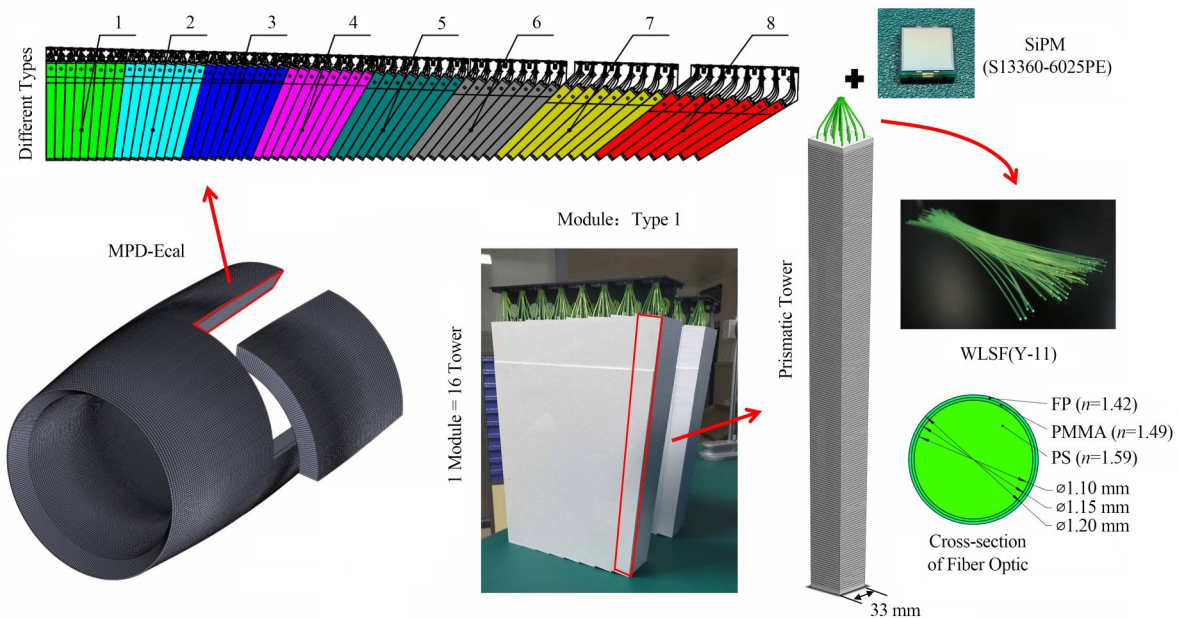 1 2 3 4 5 6 7 8
Different Types
SiPM
(S13360-6025PE)
MPD-Ecal
Module： Type 1
1 Module = 16 Tower
Prismatic Tower
WLSF(Y-11)
FP (n=1.42)
PMMA (n=1.49)
PS (n=1.59)
⌀1.10 mm
⌀1.15 mm
⌀1.20 mm
Cross-section
of Fiber Optic
33 mm